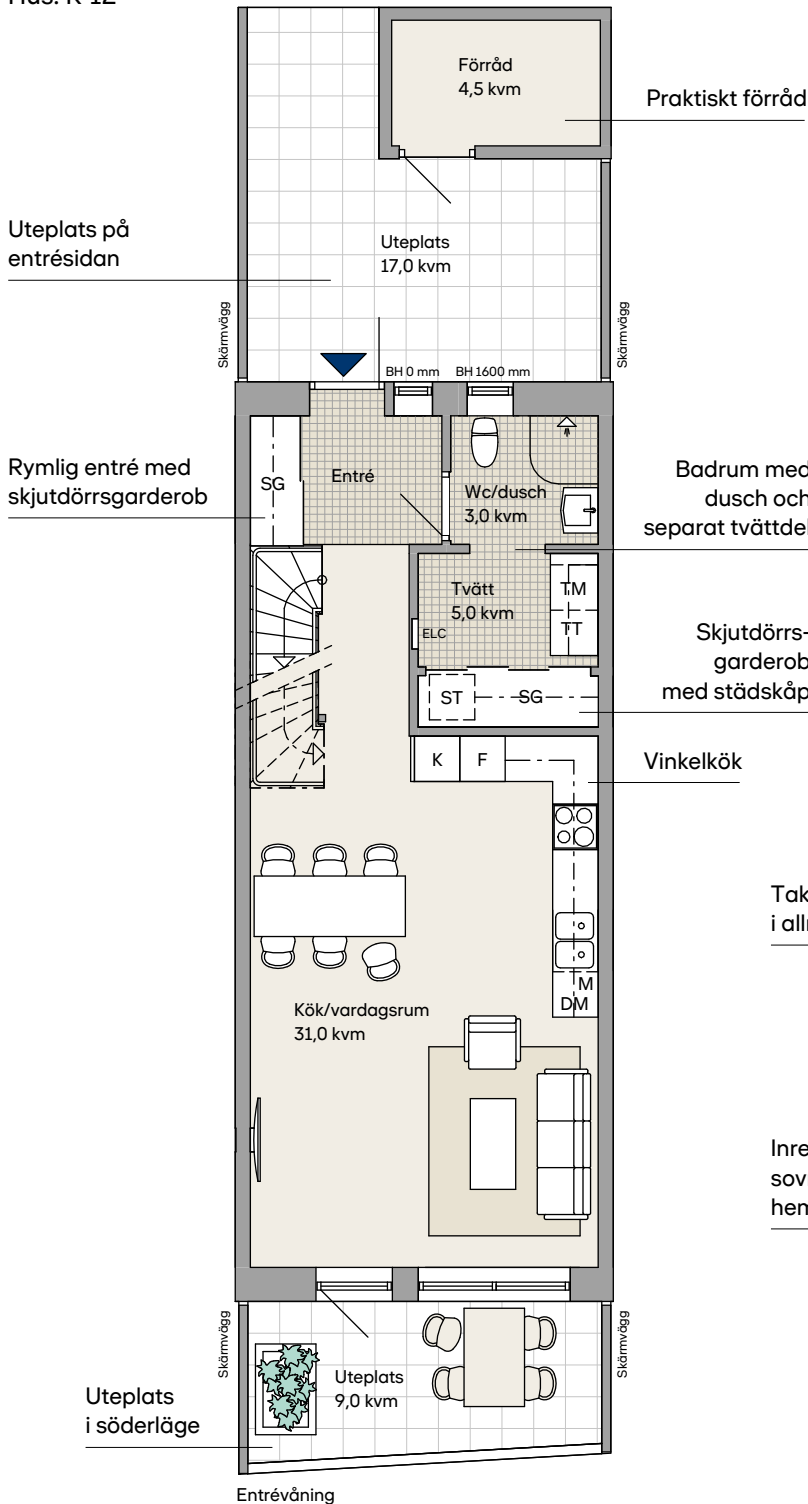 Förråd
4,5 kvm
Praktiskt förråd
Uteplats på
entrésidan
Uteplats
17,0 kvm
Skärmvägg
Skärmvägg
BH 0 mm
BH 1600 mm
Rymlig entré med
skjutdörrsgarderob
SG
Entré
Wc/dusch
3,0 kvm
Badrum med
dusch och
separat tvättdel
Tvätt
5,0 kvm
TM
TT
ELC
Skjutdörrs-
garderob
med städskåp
ST
SG
K
F
Vinkelkök
M
DM
Kök/vardagsrum
31,0 kvm
Skärmvägg
Skärmvägg
Uteplats
9,0 kvm
Uteplats
i söderläge
Entrévåning